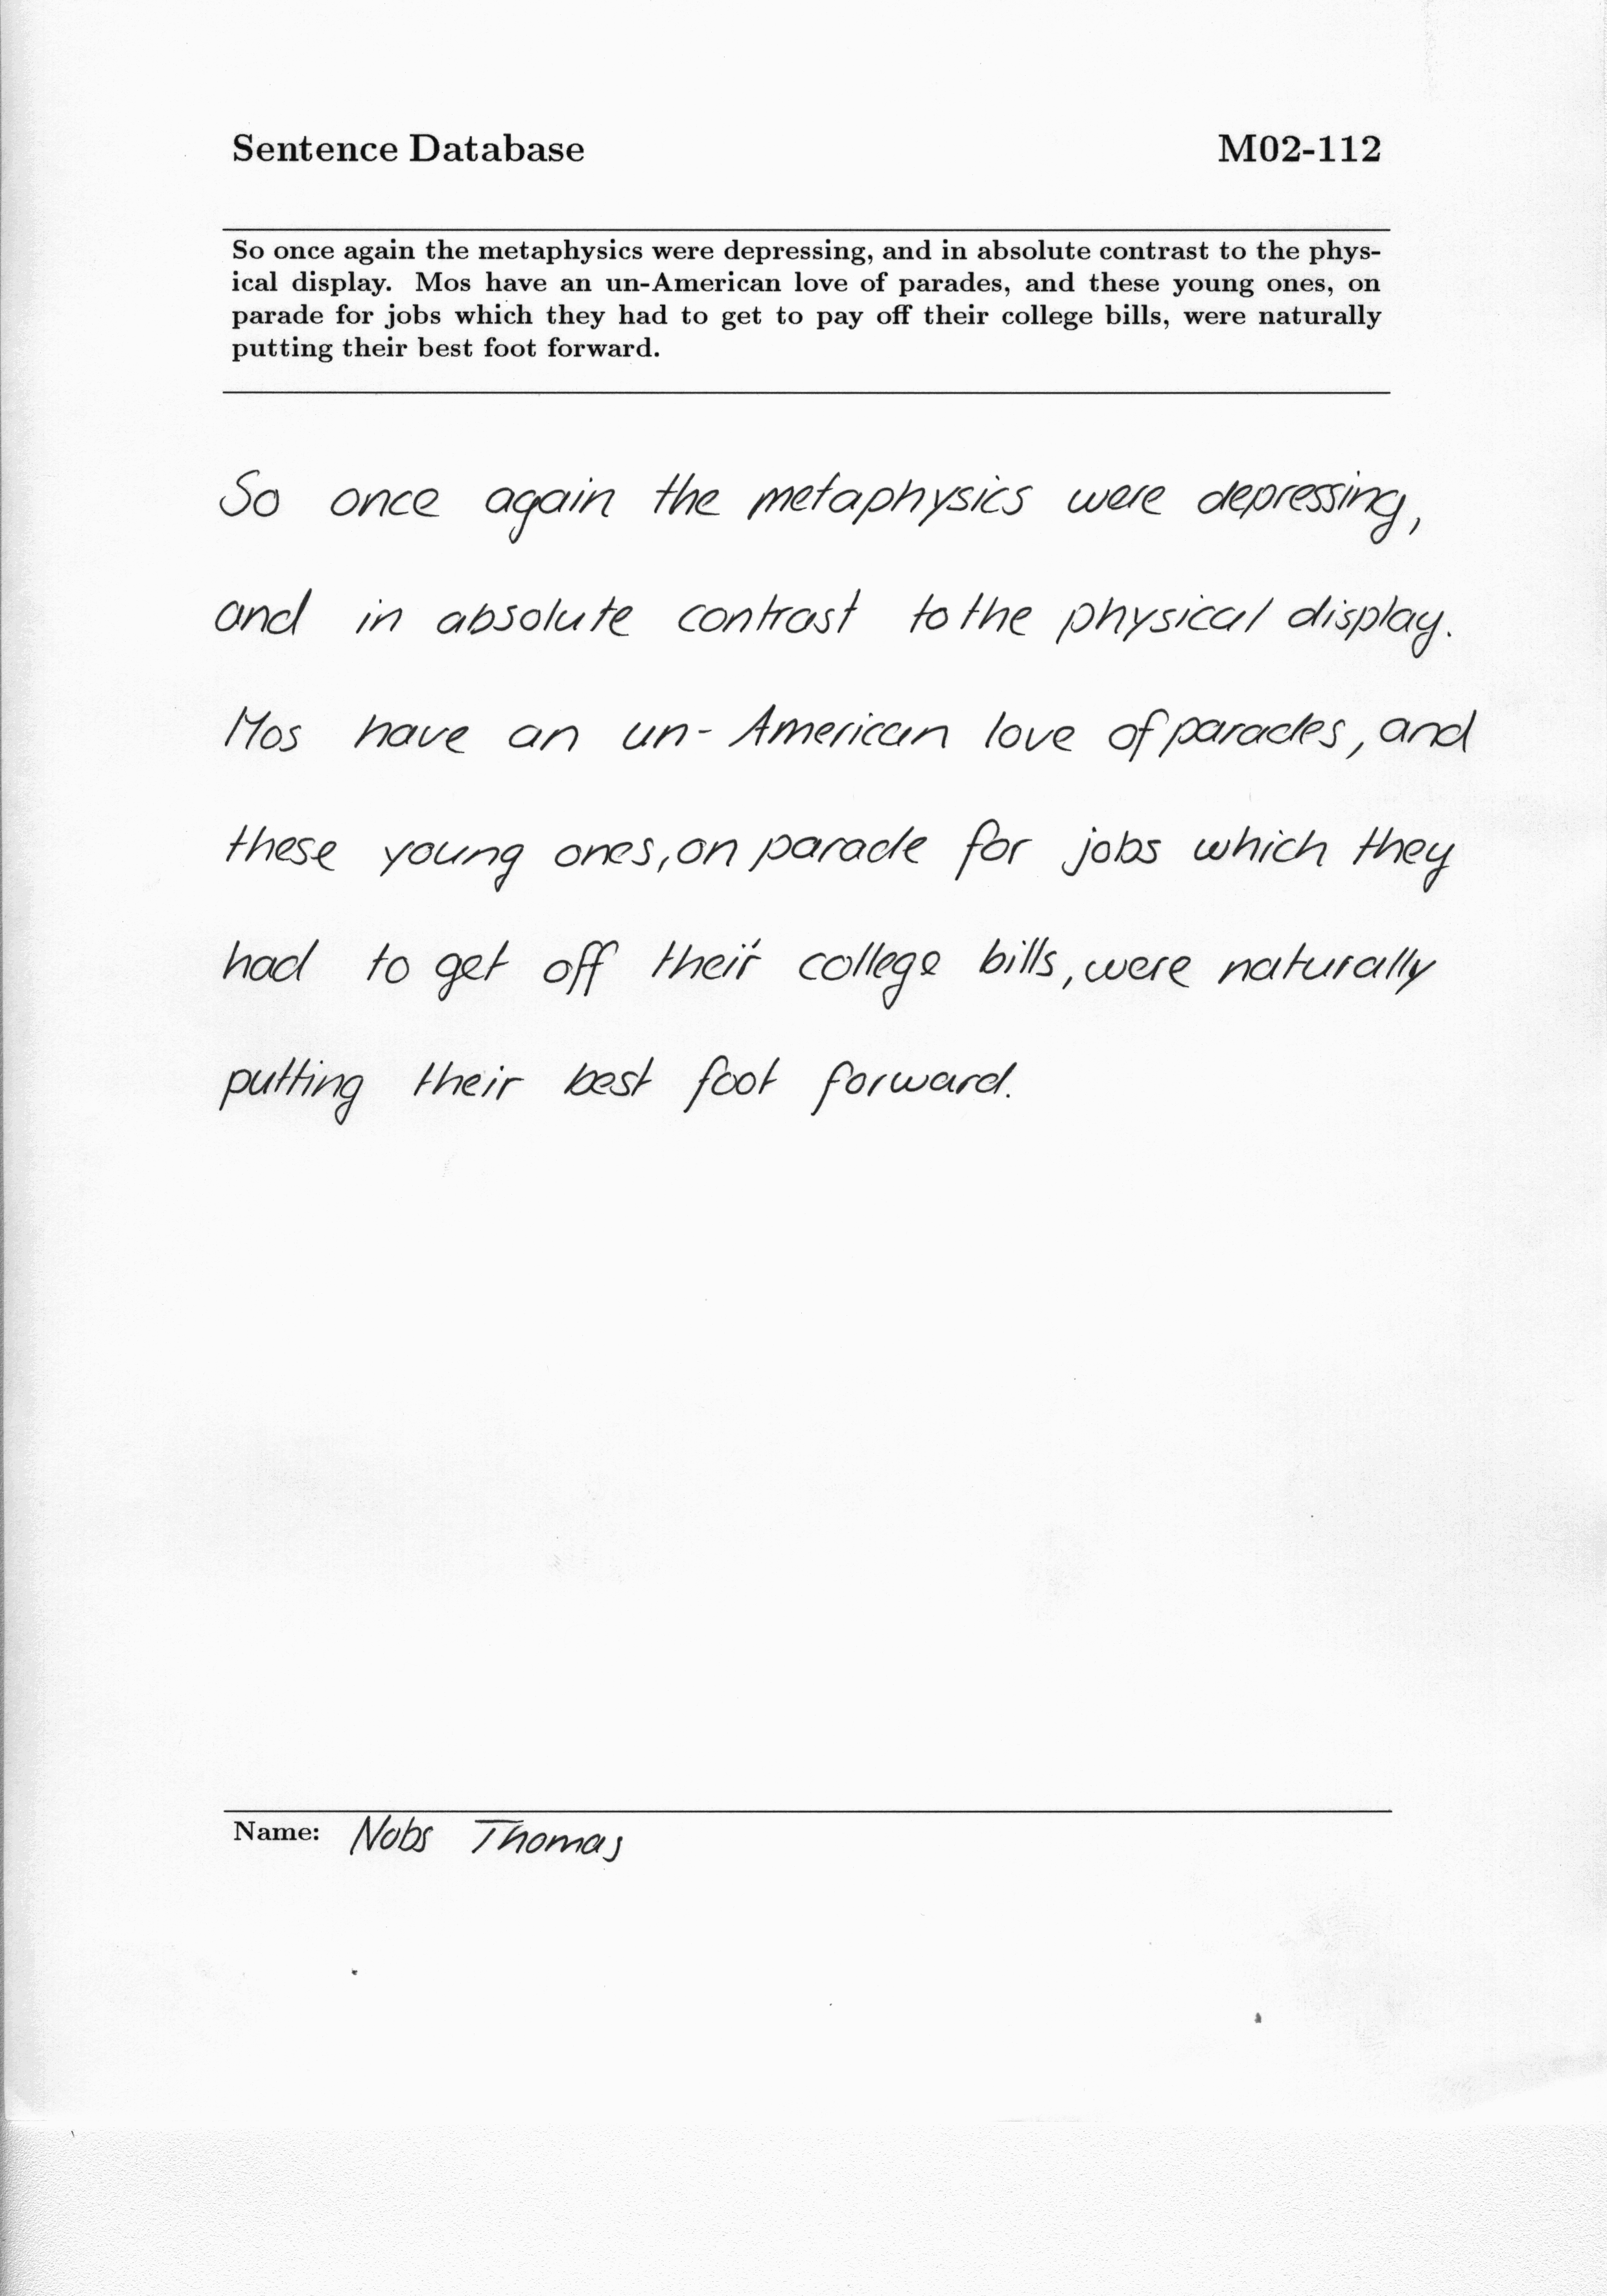 Sentence Database M02-112
So once again the metaphysics were depressing, and in absolute contrast to the phys-
ical display. Mos have an un-American love of parades, and these young ones, on
parade for jobs which they had to get to pay off their college bills, were naturally
putting their best foot forward.
So once again the metaphysics were depressing,
and in absolute contrast to the physical display.
Mos have an un-American love of parades, and
these young ones, on parade for jobs which they
had to get off their college bills, were naturally
putting their best foot forward.
Name: Nobs Thomas